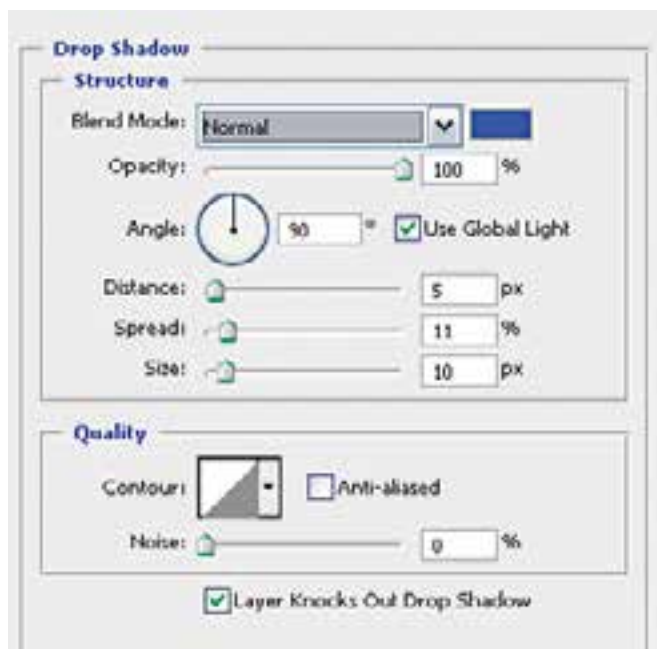 Drop Shadow
Structure
Blend Mode: Normal
Opacity: 100 %
Angle: 90 ° Use Global Light
Distance: 5 px
Spread: 11 %
Size: 10 px
Quality
Contour: Anti-aliased
Noise: 0 %
Layer Knocks Out Drop Shadow